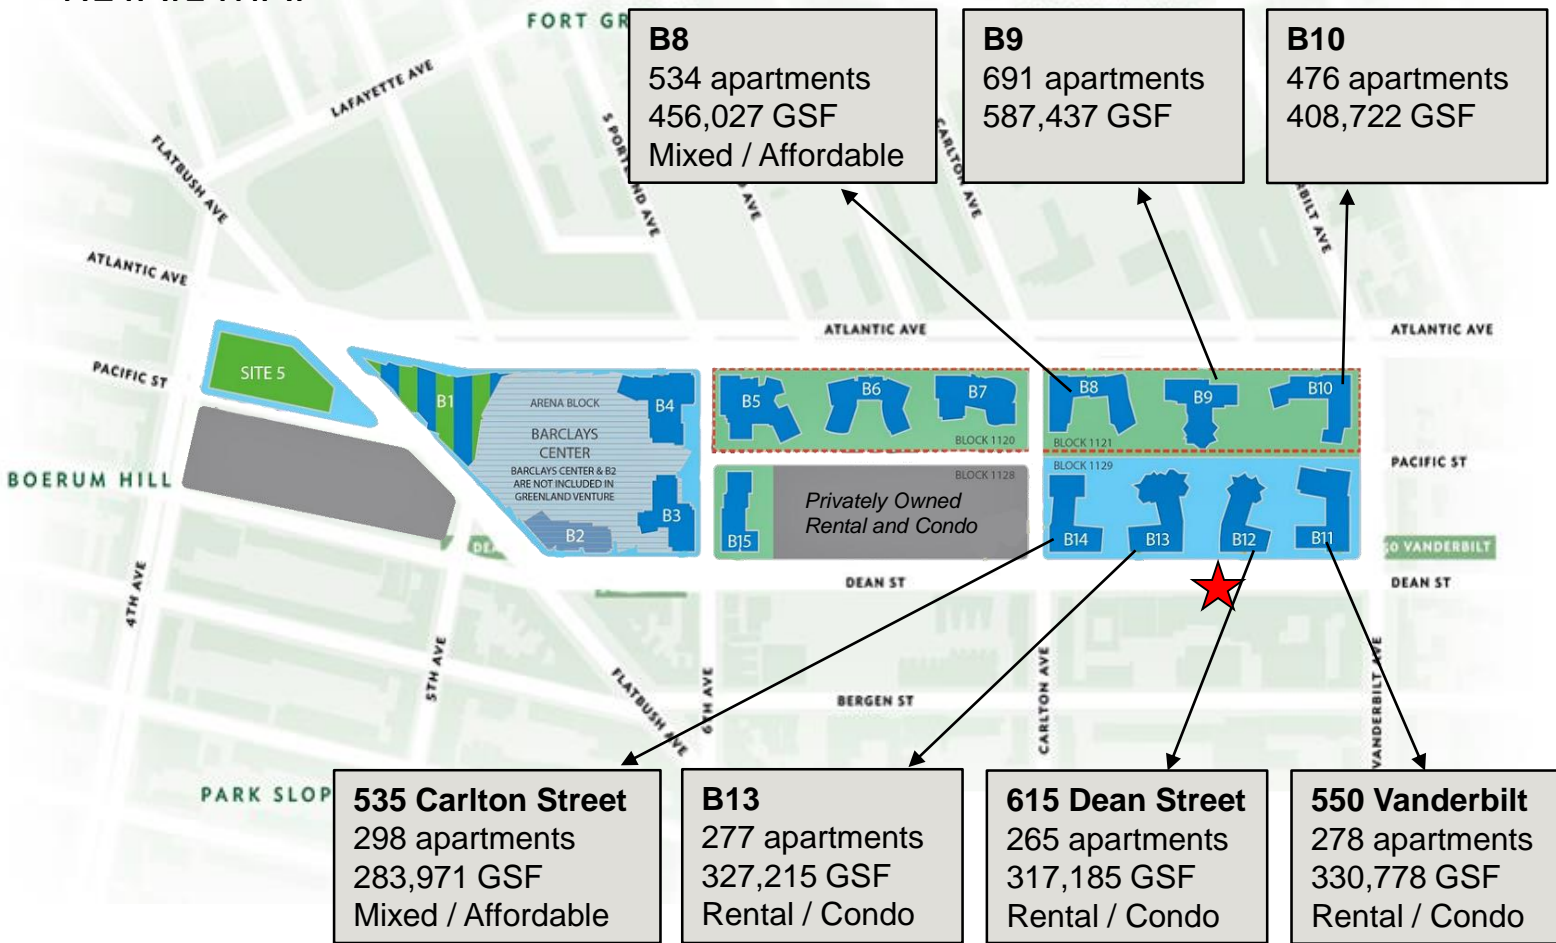 FORT GR
B8
534 apartments
456,027 GSF
Mixed / Affordable
B9
691 apartments
587,437 GSF
B10
476 apartments
408,722 GSF
LAFAYETTE AVE
FLATBUSH AVE
S PORTLAND AVE
AVE
CARLTON AVE
AVE
ATLANTIC AVE
ATLANTIC AVE
ATLANTIC AVE
PACIFIC ST
SITE 5
B1
ARENA BLOCK
BARCLAYS
CENTER
BARCLAYS CENTER & B2
ARE NOT INCLUDED IN
GREENLAND VENTURE
B4
B3
B2
B5
B6
B7
BLOCK 1120
B8
B9
B10
BLOCK 1121
BOERUM HILL
BLOCK 1128
Privately Owned
Rental and Condo
B15
BLOCK 1129
B14
B13
B12
B11
PACIFIC ST
0 VANDERBILT
DEAN ST
DEAN ST
4TH AVE
5TH AVE
FLATBUSH AVE
6TH AVE
BERGEN ST
CARLTON AVE
VANDERBILT AVE
PARK SLOP
535 Carlton Street
298 apartments
283,971 GSF
Mixed / Affordable
B13
277 apartments
327,215 GSF
Rental / Condo
615 Dean Street
265 apartments
317,185 GSF
Rental / Condo
550 Vanderbilt
278 apartments
330,778 GSF
Rental / Condo